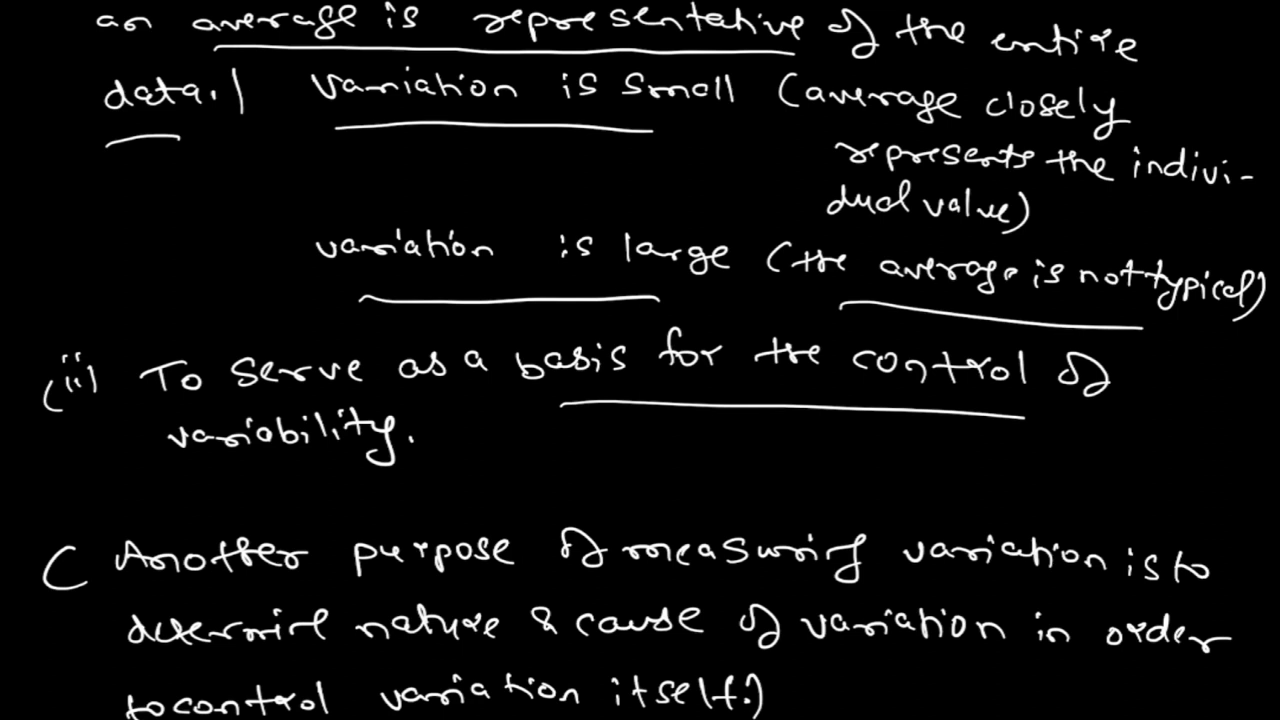 an average is representative of the entire
data.) variation is small (average closely
represents the indivi-
dual value)
variation is large (the average is not typical)
(ii) To serve as a basis for the control of
variability.
( Another purpose of measuring variation is to
determine nature & cause of variation in order
to control variation itself.)